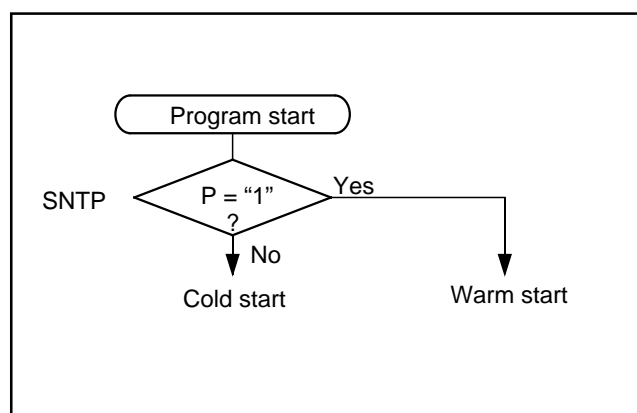 Program start
SNTP
P = “1”
?
Yes
No
Cold start
Warm start